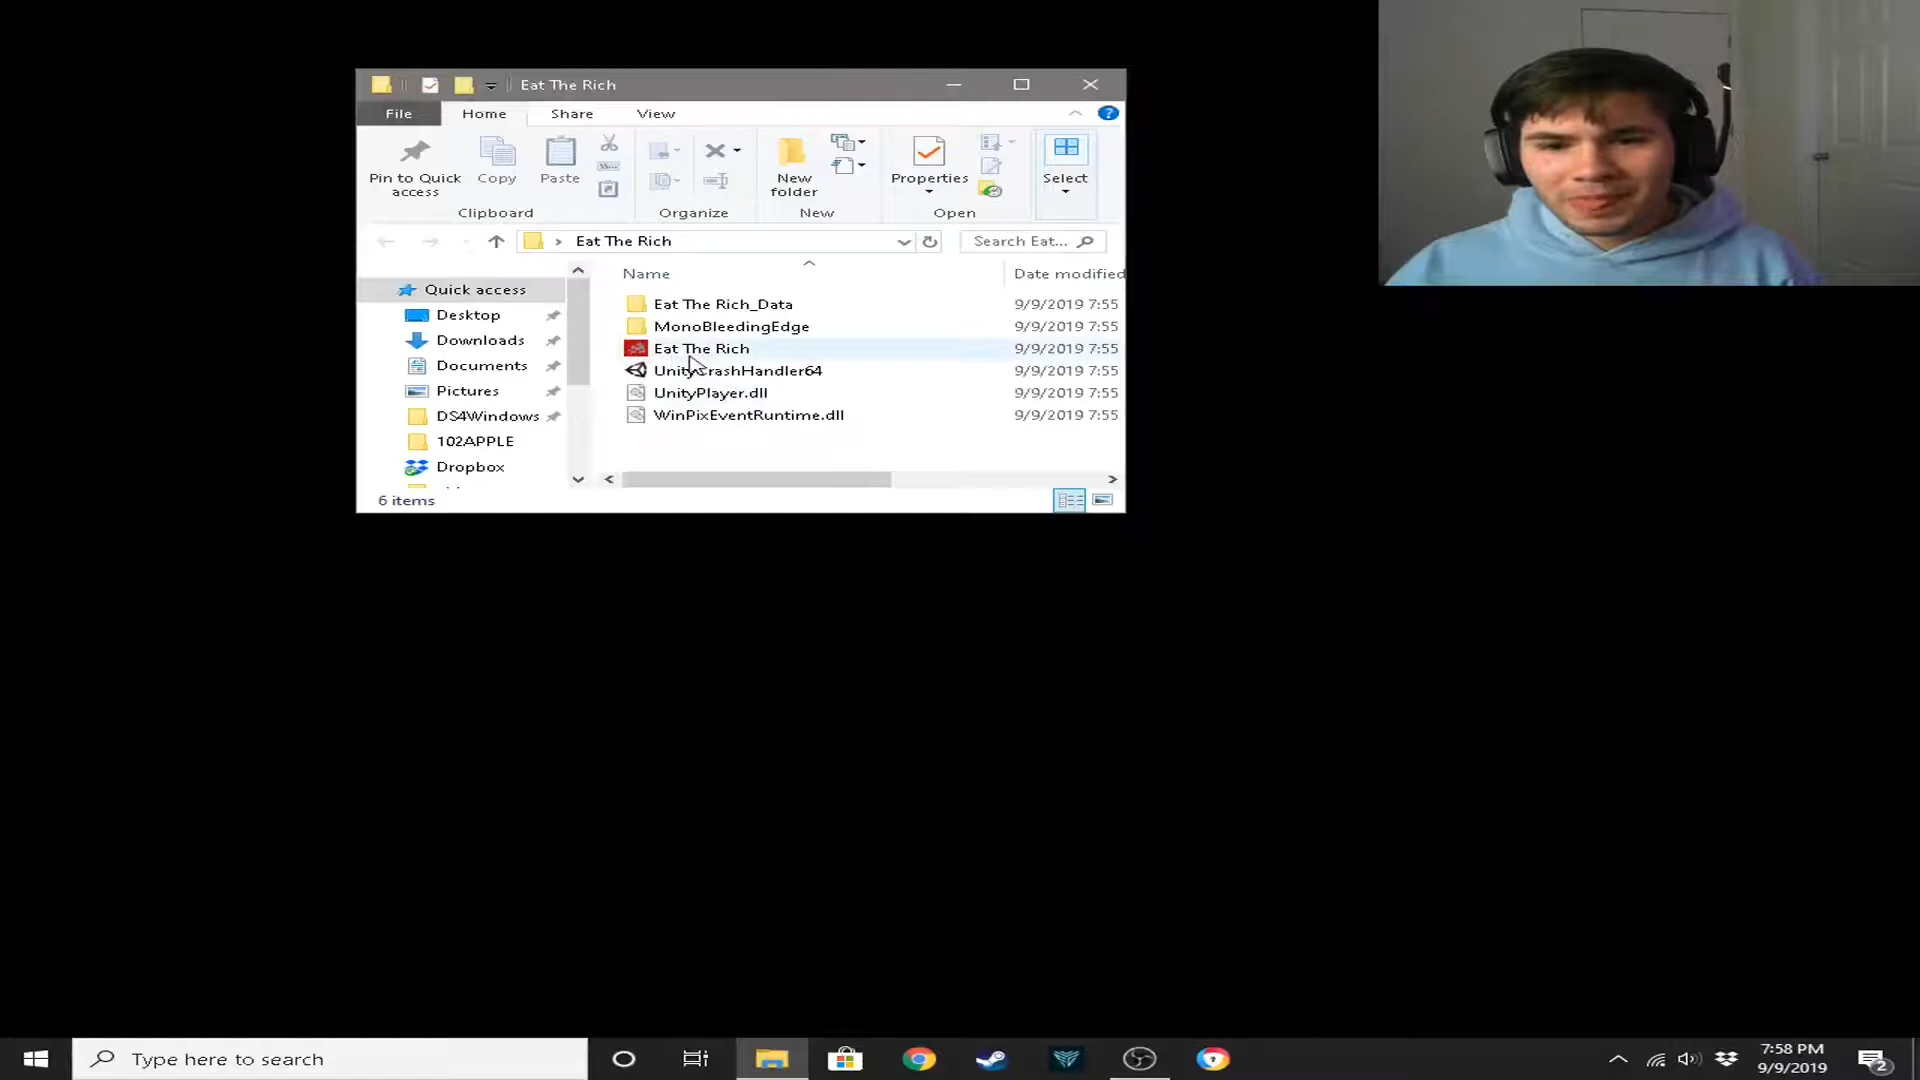 Eat The Rich
File Home Share View
Pin to Quick access
Copy
Paste
New folder
Properties
Select
Clipboard Organize New Open
Eat The Rich
Search Eat...
Name Date modified
Quick access
Desktop
Downloads
Documents
Pictures
DS4Windows
102APPLE
Dropbox
Eat The Rich_Data 9/9/2019 7:55
MonoBleedingEdge 9/9/2019 7:55
Eat The Rich 9/9/2019 7:55
UnityCrashHandler64 9/9/2019 7:55
UnityPlayer.dll 9/9/2019 7:55
WinPixEventRuntime.dll 9/9/2019 7:55
6 items
Type here to search
7:58 PM
9/9/2019
2